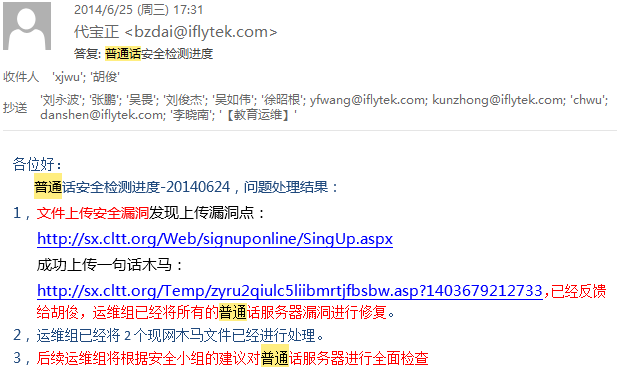 2014/6/25 (周三) 17:31
代宝正 <bzdai@iflytek.com>
答复: 普通话安全检测进度
收件人 'xjwu'; '胡俊'
抄送 '刘永波'; '张鹏'; '吴畏'; '刘俊杰'; '吴如伟'; '徐昭根'; yfwang@iflytek.com; kunzhong@iflytek.com; 'chwu';
danshen@iflytek.com; '李晓南'; '【教育运维】'
各位好：
普通话安全检测进度-20140624，问题处理结果：
1，文件上传安全漏洞发现上传漏洞点：
http://sx.cltt.org/Web/signuponline/SingUp.aspx
成功上传一句话木马：
http://sx.cltt.org/Temp/zyru2qiulc5liibmrtjfbsbw.asp?1403679212733,已经反馈
给胡俊，运维组已经将所有的普通话服务器漏洞进行修复。
2，运维组已经将 2 个现网木马文件已经进行处理。
3，后续运维组将根据安全小组的建议对普通话服务器进行全面检查